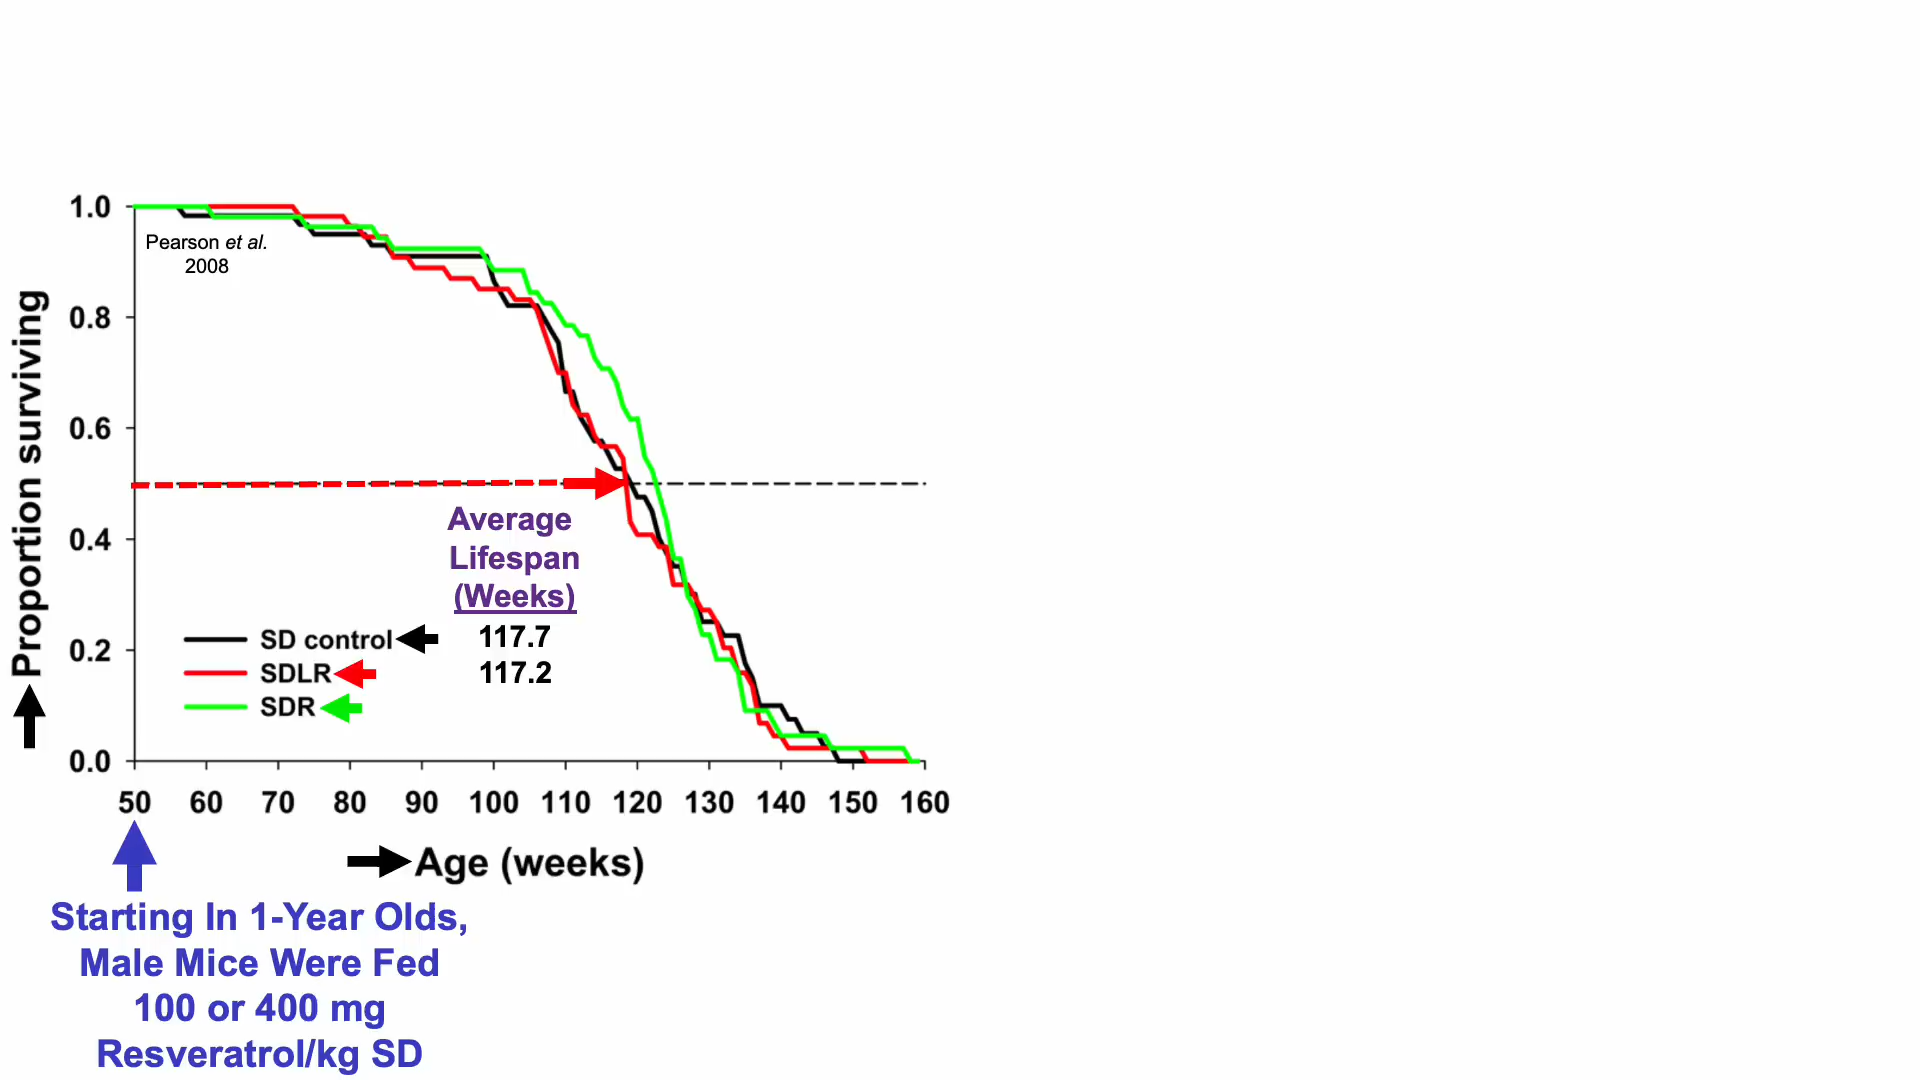 1.0
0.8
0.6
0.4
0.2
0.0
Proportion surviving
Pearson et al.
2008
Average
Lifespan
(Weeks)
SD control 117.7
SDLR 117.2
SDR
50 60 70 80 90 100 110 120 130 140 150 160
Age (weeks)
Starting In 1-Year Olds,
Male Mice Were Fed
100 or 400 mg
Resveratrol/kg SD